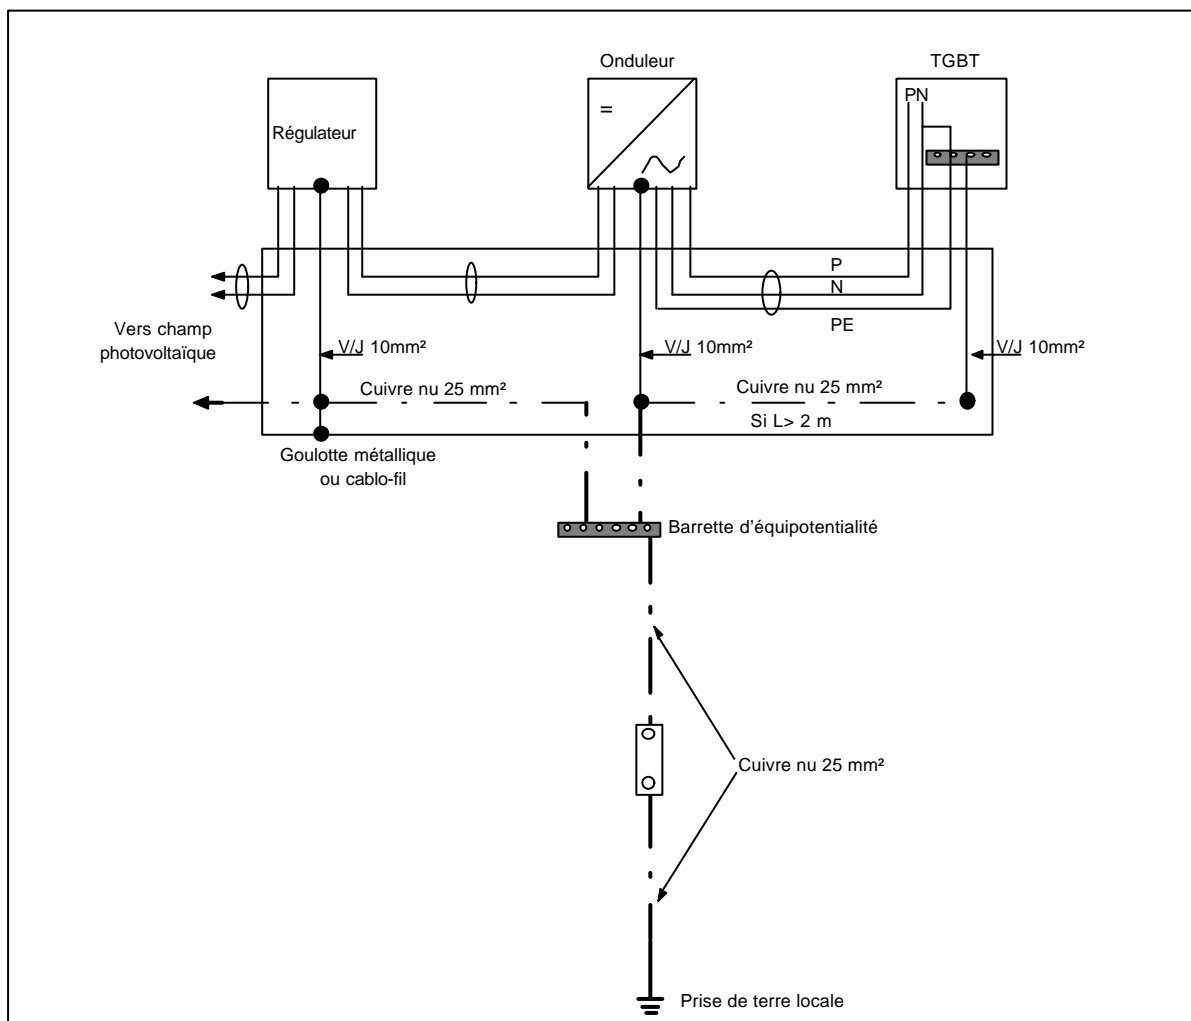 Onduleur
TGBT
PN
=
Régulateur
P
N
PE
Vers champ
photovoltaïque
V/J 10mm²
V/J 10mm²
V/J 10mm²
Cuivre nu 25 mm²
Cuivre nu 25 mm²
Si L> 2 m
Goulotte métallique
ou cablo-fil
Barrette d'équipotentialité
Cuivre nu 25 mm²
Prise de terre locale